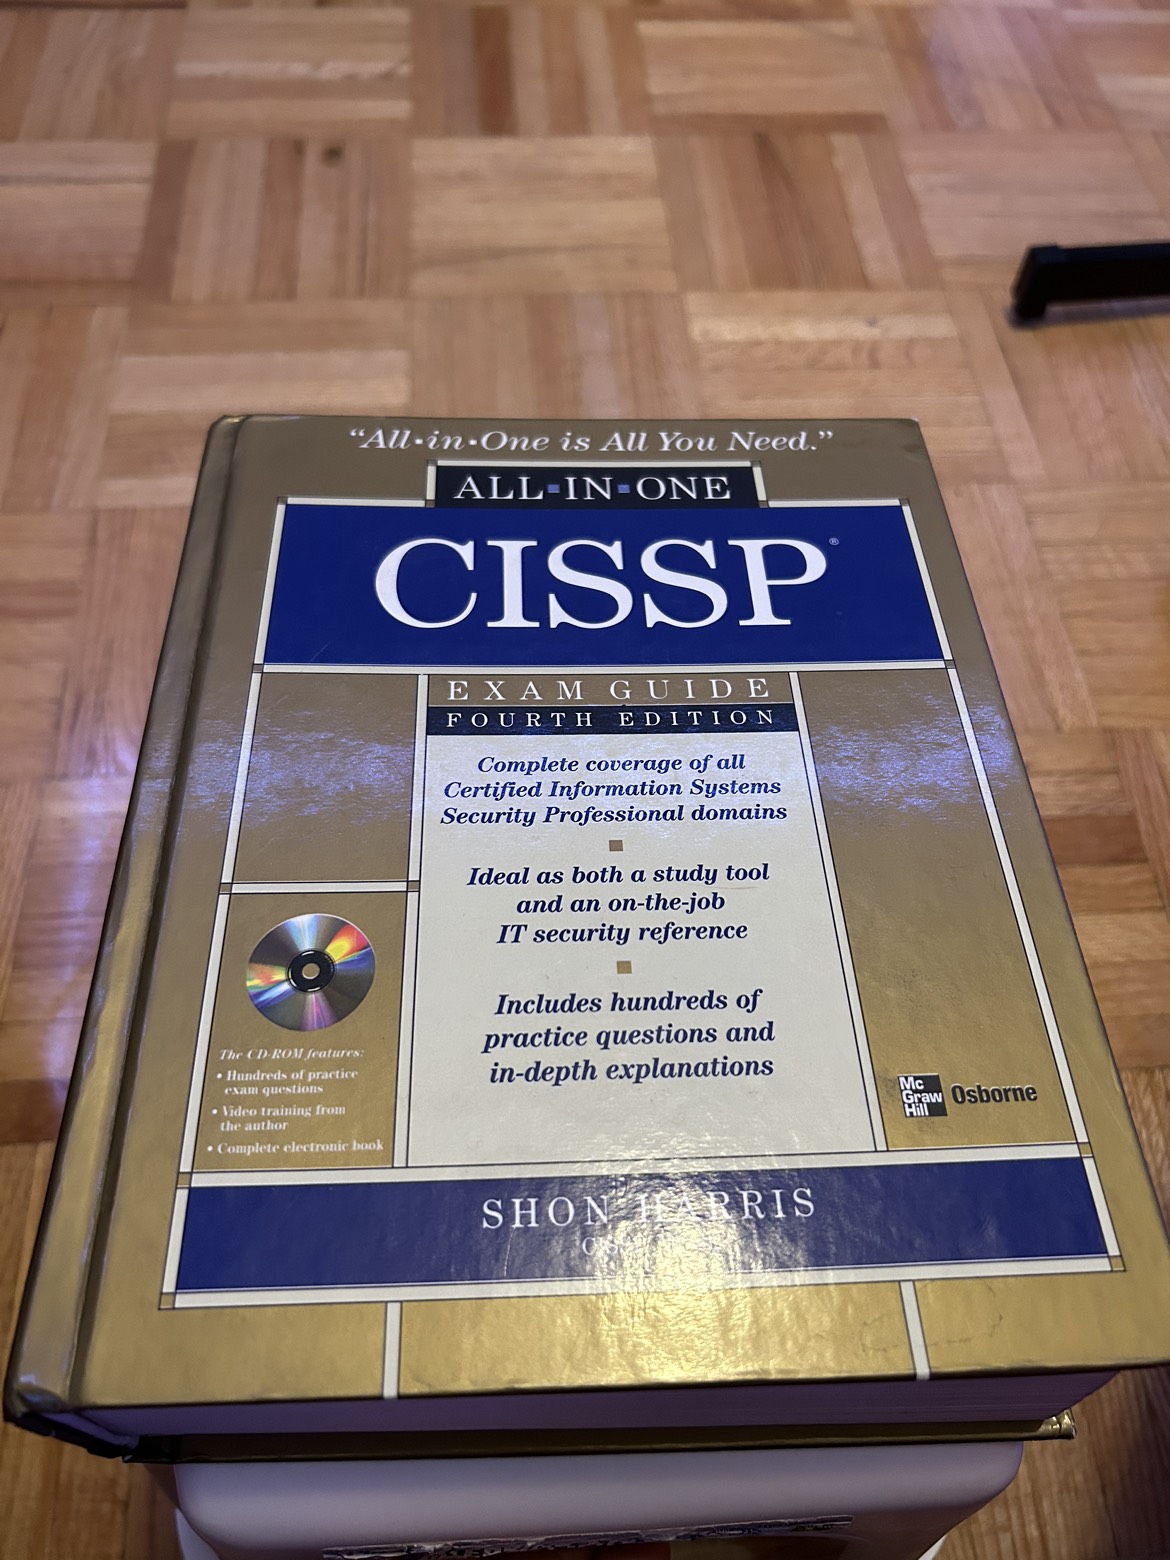 “All-in-One is All You Need.”
ALL-IN-ONE
CISSP®
EXAM GUIDE
FOURTH EDITION
Complete coverage of all
Certified Information Systems
Security Professional domains
Ideal as both a study tool
and an on-the-job
IT security reference
Includes hundreds of
practice questions and
in-depth explanations
The CD-ROM features:
• Hundreds of practice
exam questions
• Video training from
the author
• Complete electronic book
Mc
Graw
Hill
Osborne
SHON HARRIS